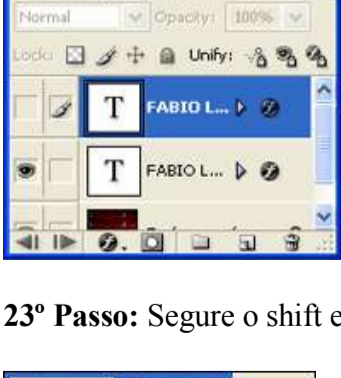 Normal Opacity: 100%
Lock: Unify:
T FABIO L...
T FABIO L...
23º Passo: Segure o shift e